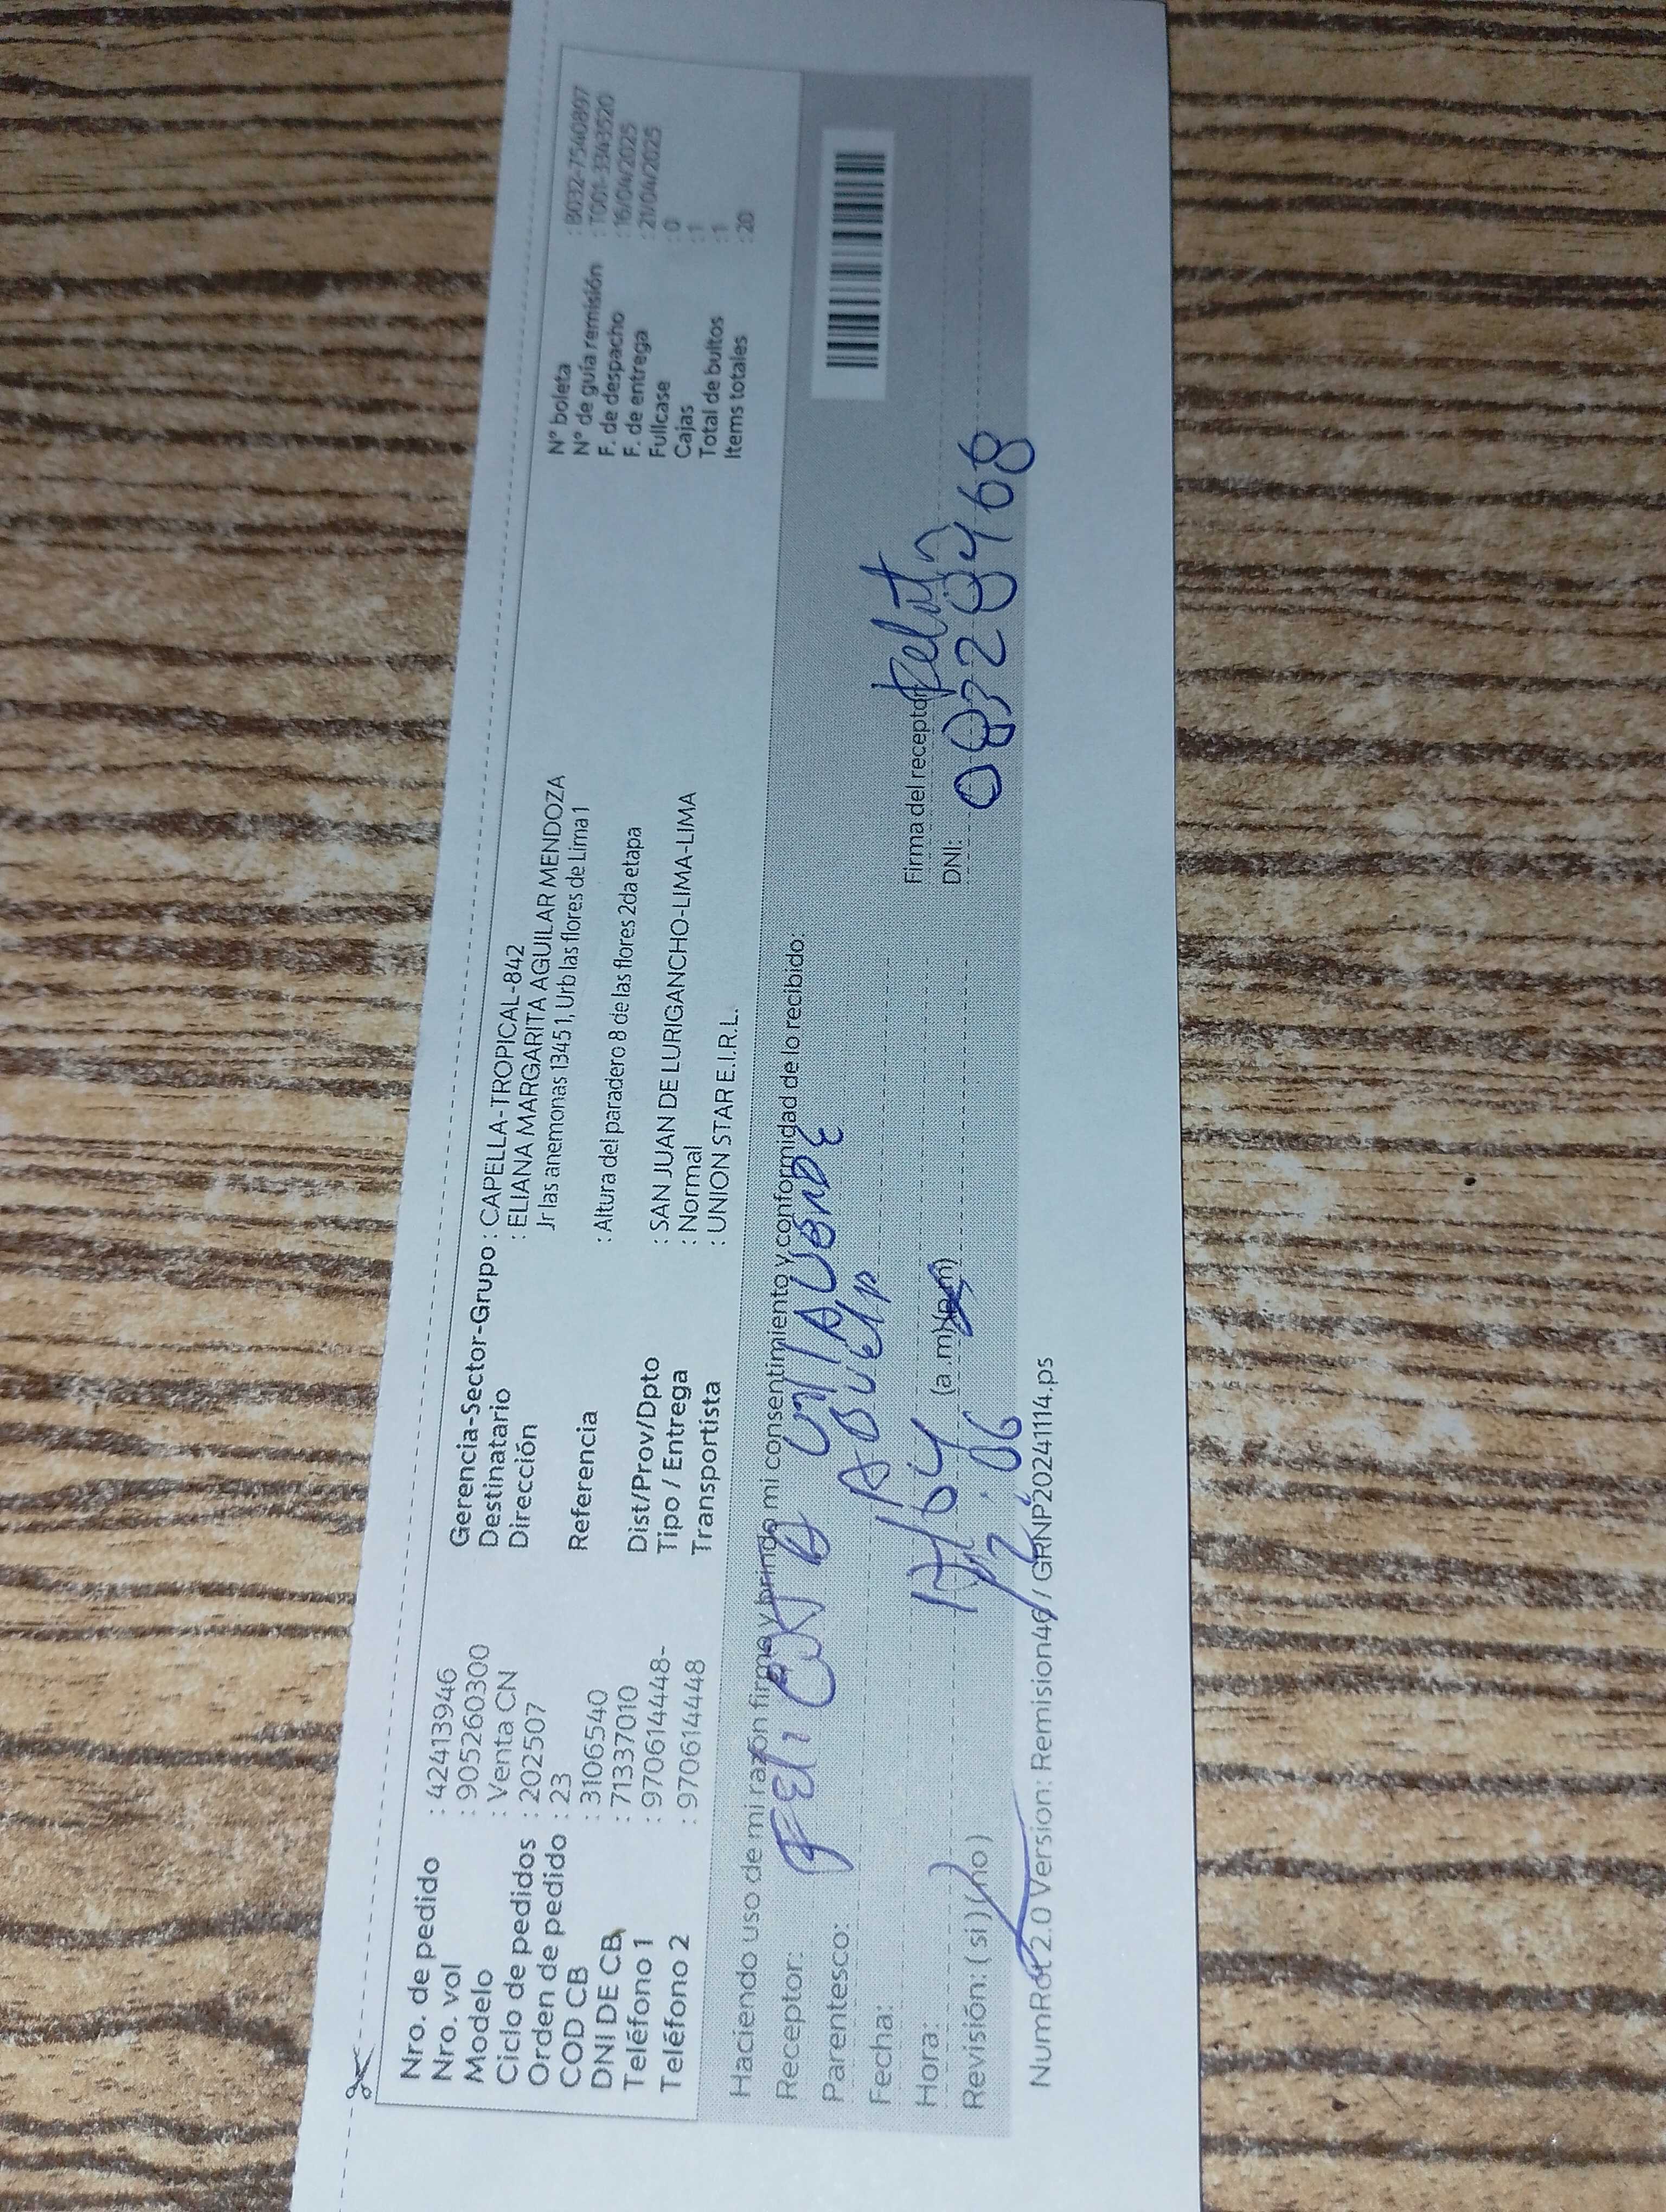 Nro. de pedido : 42413946
Nro. vol : 9052260300
Modelo : Venta CN
Ciclo de pedidos : 202507
Orden de pedido : 23
COD CB : 3106540
DNI DE CB : 71337010
Teléfono 1 : 970614448-
Teléfono 2 : 970614448
Gerencia-Sector-Grupo : CAPELLA-TROPICAL-842
Destinatario : ELIANA MARGARITA AGUILAR MENDOZA
Dirección Jr las anemonas 1345 1, Urb las flores de Lima 1
Referencia : Altura del paradero 8 de las flores 2da etapa
Dist/Prov/Dpto : SAN JUAN DE LURIGANCHO-LIMA-LIMA
Tipo / Entrega : Normal
Transportista : UNION STAR E.I.R.L.
N° boleta : B032-7540897
N° de guía remisión : T001-3343520
F. de despacho : 16/04/2025
F. de entrega : 21/04/2025
Fullcase : 0
Cajas : 1
Total de bultos : 1
Items totales : 20
Haciendo uso de mi razón firmo y brindo mi consentimiento y conformidad de lo recibido:
Receptor:
Parentesco: ABUElA
Fecha: 17/04
Hora: (a.m) (p.m)
Revisión: ( si ) ( no )
Firma del receptor
DNI:
NumRot 2.0 Version: Remision46 / GRNP20241114.ps